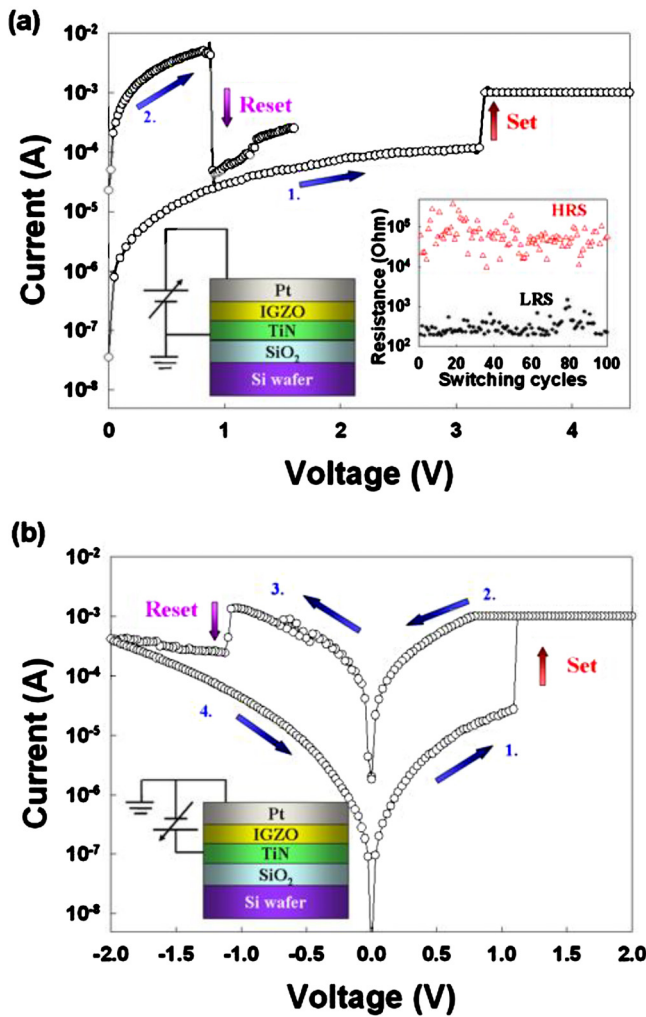 (a)
10⁻²
10⁻³
10⁻⁴
10⁻⁵
10⁻⁶
10⁻⁷
10⁻⁸
Current (A)
2.
Reset
Set
1.
Pt
IGZO
TiN
SiO₂
Si wafer
Resistance (Ohm)
10⁵
10⁴
10³
10²
HRS
LRS
0 20 40 60 80 100
Switching cycles
0 1 2 3 4
Voltage (V)
(b)
10⁻²
10⁻³
10⁻⁴
10⁻⁵
10⁻⁶
10⁻⁷
10⁻⁸
Current (A)
Reset
3.
2.
Set
4.
1.
Pt
IGZO
TiN
SiO₂
Si wafer
-2.0 -1.5 -1.0 -0.5 0.0 0.5 1.0 1.5 2.0
Voltage (V)